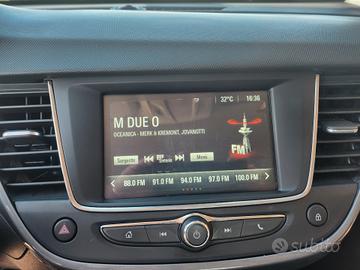 32°C 16:36
M DUE O
OCEANICA - MERK & KREMONT, JOVANOTTI
Sorgente
Menu
FM
88.0 FM 91.0 FM 94.0 FM 97.0 FM 100.0 FM
subito